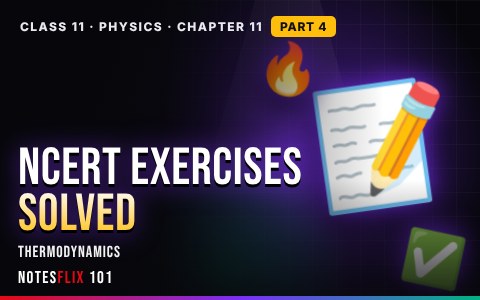 CLASS 11 · PHYSICS · CHAPTER 11 PART 4
NCERT EXERCISES
SOLVED
THERMODYNAMICS
NOTESFLIX 101